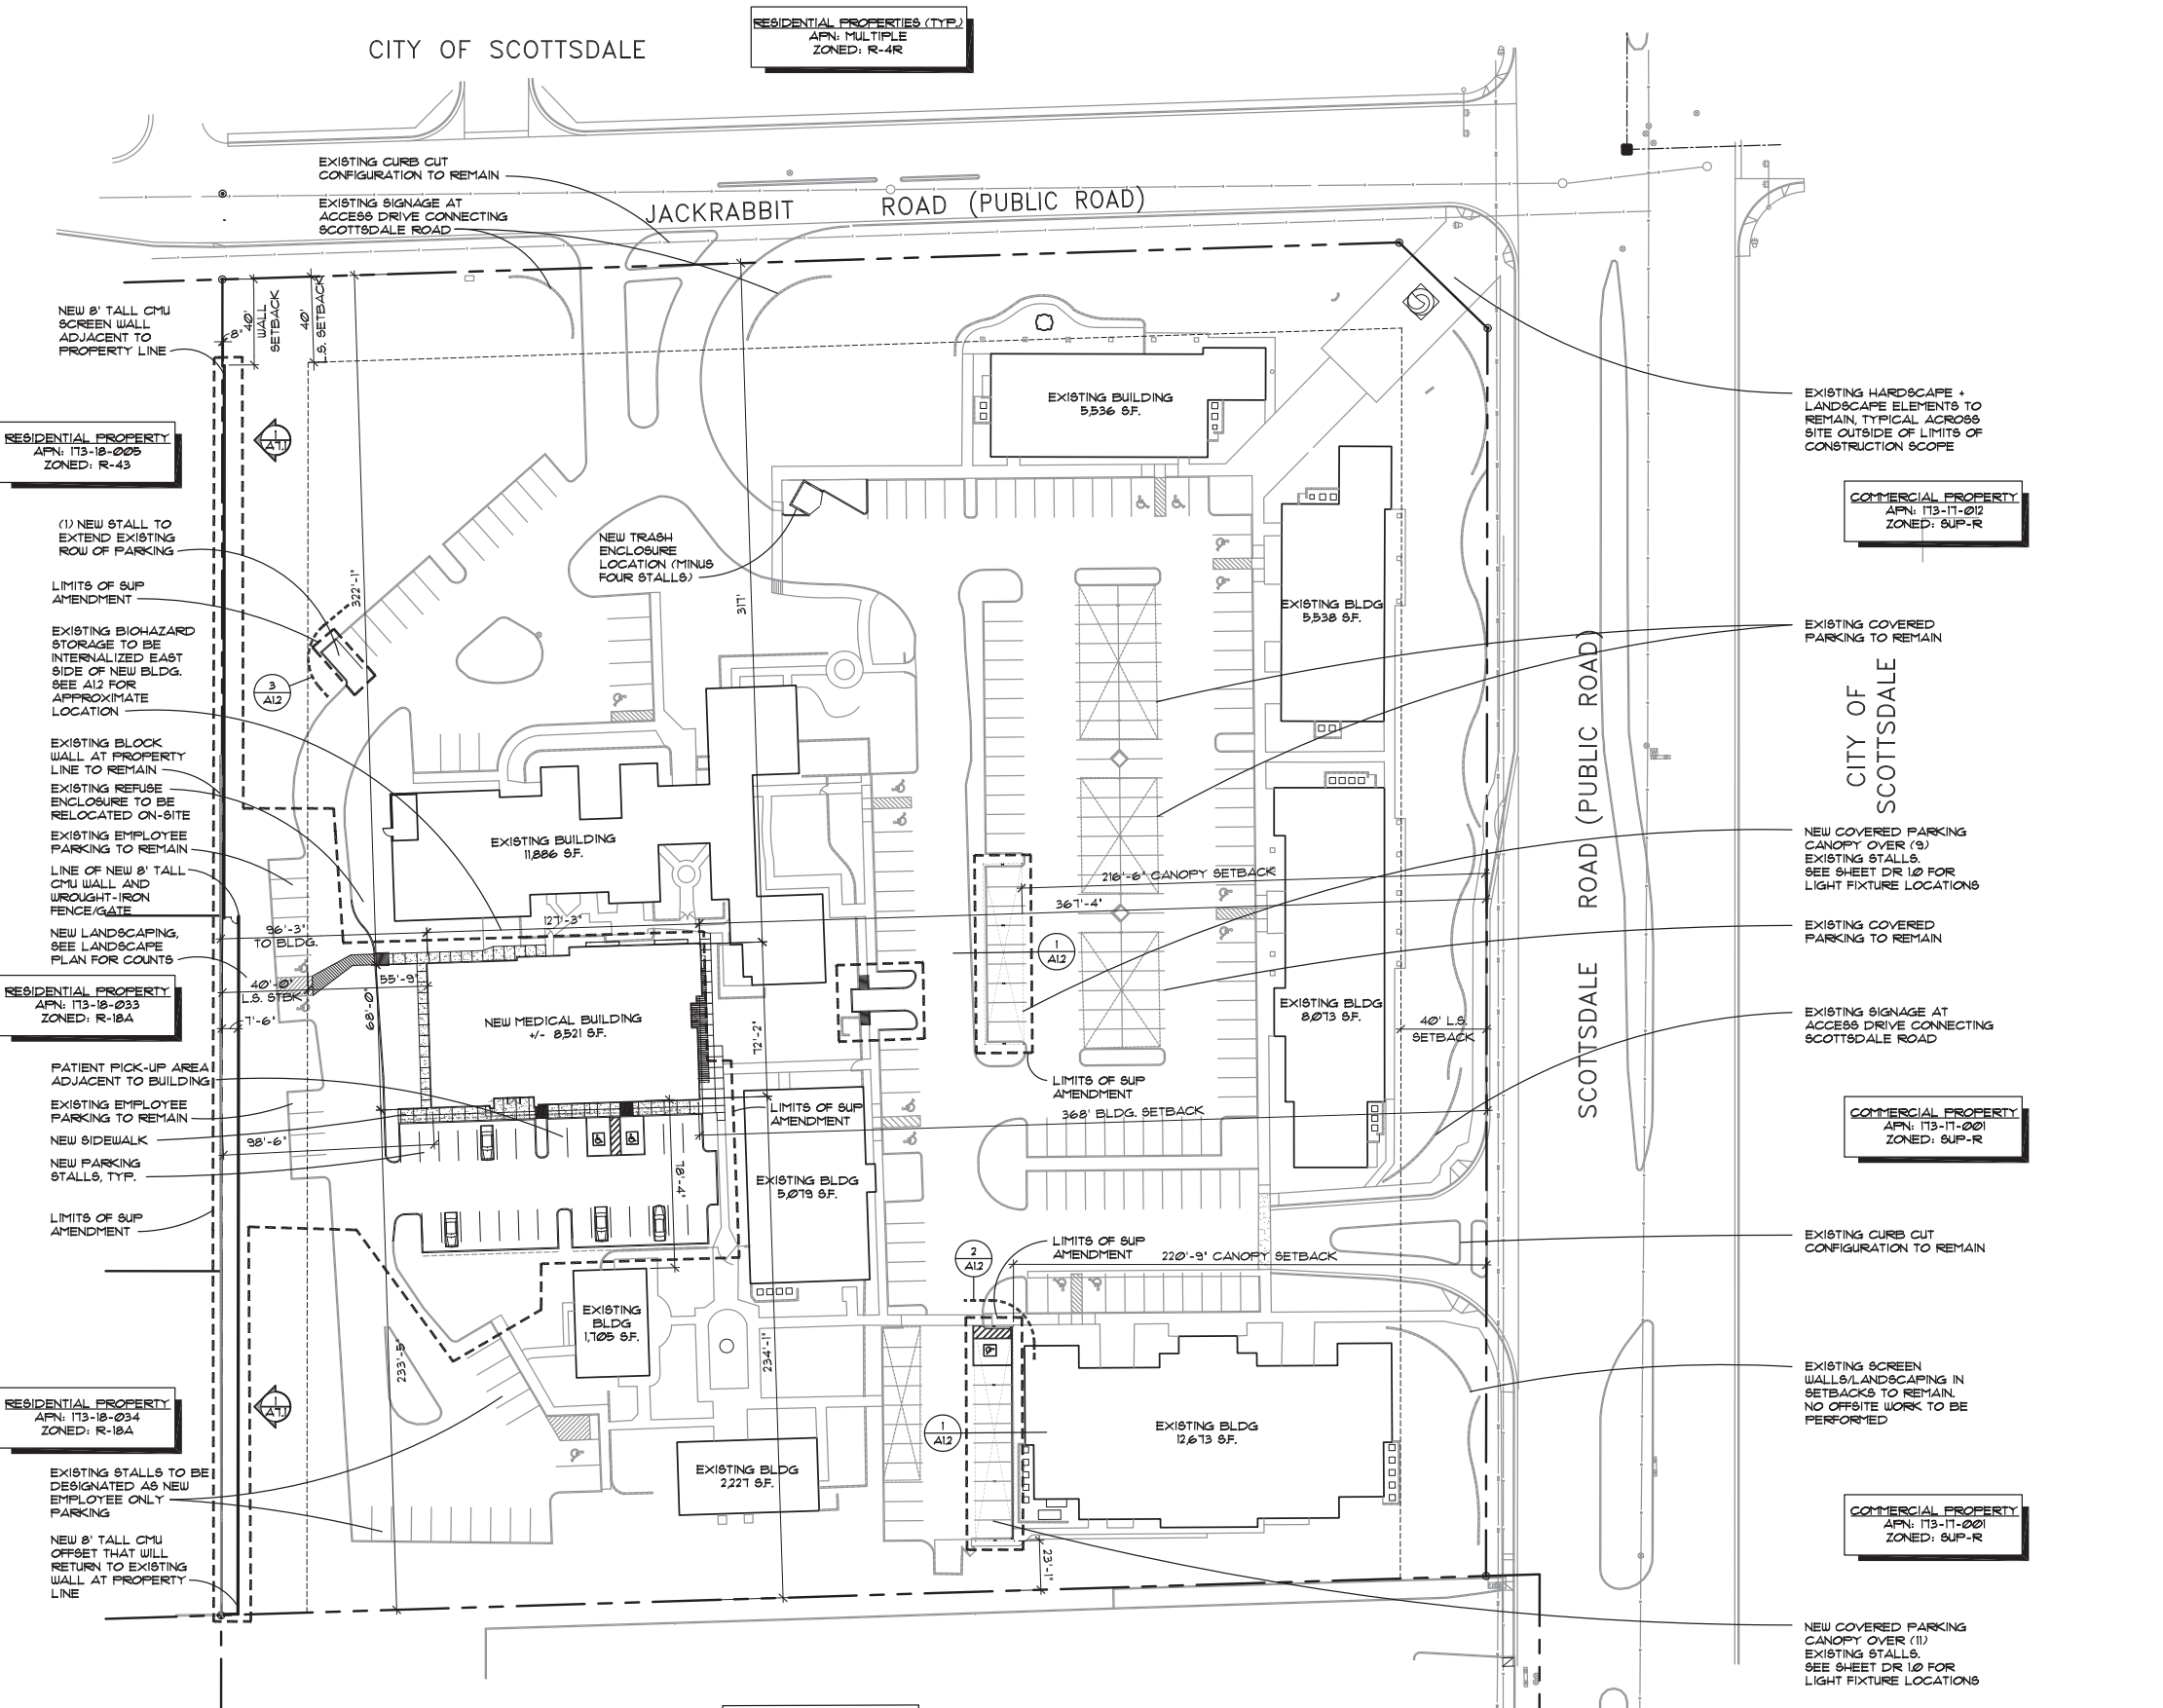 CITY OF SCOTTSDALE
RESIDENTIAL PROPERTIES (TYP.)
APN: MULTIPLE
ZONED: R-4R
EXISTING CURB CUT
CONFIGURATION TO REMAIN
EXISTING SIGNAGE AT
ACCESS DRIVE CONNECTING
SCOTTSDALE ROAD
JACKRABBIT ROAD (PUBLIC ROAD)
NEW 8' TALL CMU
SCREEN WALL
ADJACENT TO
PROPERTY LINE
8"
40'
WALL
SETBACK
40'
L.S. SETBACK
RESIDENTIAL PROPERTY
APN: 173-18-005
ZONED: R-43
1
A7.1
(1) NEW STALL TO
EXTEND EXISTING
ROW OF PARKING
LIMITS OF SUP
AMENDMENT
EXISTING BIOHAZARD
STORAGE TO BE
INTERNALIZED EAST
SIDE OF NEW BLDG.
SEE A1.2 FOR
APPROXIMATE
LOCATION
3
A1.2
322'-1"
317'
NEW TRASH
ENCLOSURE
LOCATION (MINUS
FOUR STALLS)
EXISTING BUILDING
5,536 S.F.
EXISTING BLDG
5,538 S.F.
EXISTING HARDSCAPE +
LANDSCAPE ELEMENTS TO
REMAIN, TYPICAL ACROSS
SITE OUTSIDE OF LIMITS OF
CONSTRUCTION SCOPE
COMMERCIAL PROPERTY
APN: 173-17-012
ZONED: SUP-R
EXISTING COVERED
PARKING TO REMAIN
CITY OF
SCOTTSDALE
SCOTTSDALE ROAD (PUBLIC ROAD)
EXISTING BLOCK
WALL AT PROPERTY
LINE TO REMAIN
EXISTING REFUSE
ENCLOSURE TO BE
RELOCATED ON-SITE
EXISTING EMPLOYEE
PARKING TO REMAIN
LINE OF NEW 8' TALL
CMU WALL AND
WROUGHT-IRON
FENCE/GATE
NEW LANDSCAPING,
SEE LANDSCAPE
PLAN FOR COUNTS
EXISTING BUILDING
11,886 S.F.
127'-3"
96'-3"
TO BLDG.
40'-0"
L.S. STBK
55'-9"
7'-6"
68'-0"
RESIDENTIAL PROPERTY
APN: 173-18-033
ZONED: R-18A
NEW MEDICAL BUILDING
+/- 8,521 S.F.
72'-2"
216'-6" CANOPY SETBACK
367'-4"
1
A1.2
NEW COVERED PARKING
CANOPY OVER (9)
EXISTING STALLS.
SEE SHEET DR 1.0 FOR
LIGHT FIXTURE LOCATIONS
EXISTING COVERED
PARKING TO REMAIN
EXISTING BLDG
8,073 S.F.
40' L.S.
SETBACK
EXISTING SIGNAGE AT
ACCESS DRIVE CONNECTING
SCOTTSDALE ROAD
PATIENT PICK-UP AREA
ADJACENT TO BUILDING
EXISTING EMPLOYEE
PARKING TO REMAIN
NEW SIDEWALK
98'-6"
NEW PARKING
STALLS, TYP.
LIMITS OF SUP
AMENDMENT
LIMITS OF SUP
AMENDMENT
LIMITS OF SUP
AMENDMENT
368' BLDG. SETBACK
78'-4"
EXISTING BLDG
5,079 S.F.
COMMERCIAL PROPERTY
APN: 173-17-001
ZONED: SUP-R
2
A1.2
LIMITS OF SUP
AMENDMENT
220'-9" CANOPY SETBACK
EXISTING CURB CUT
CONFIGURATION TO REMAIN
EXISTING
BLDG
1,705 S.F.
233'-5"
234'-1"
1
A7.1
RESIDENTIAL PROPERTY
APN: 173-18-034
ZONED: R-18A
1
A1.2
EXISTING BLDG
12,673 S.F.
EXISTING SCREEN
WALLS/LANDSCAPING IN
SETBACKS TO REMAIN.
NO OFFSITE WORK TO BE
PERFORMED
EXISTING STALLS TO BE
DESIGNATED AS NEW
EMPLOYEE ONLY
PARKING
EXISTING BLDG
2,227 S.F.
COMMERCIAL PROPERTY
APN: 173-17-001
ZONED: SUP-R
NEW 8' TALL CMU
OFFSET THAT WILL
RETURN TO EXISTING
WALL AT PROPERTY
LINE
23'-1"
NEW COVERED PARKING
CANOPY OVER (11)
EXISTING STALLS.
SEE SHEET DR 1.0 FOR
LIGHT FIXTURE LOCATIONS